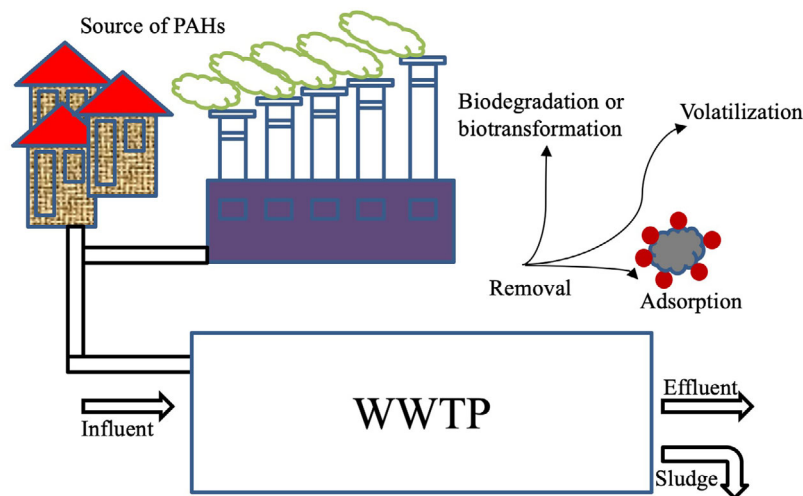 Source of PAHs
Biodegradation or
biotransformation
Volatilization
Removal
Adsorption
WWTP
Influent
Effluent
Sludge